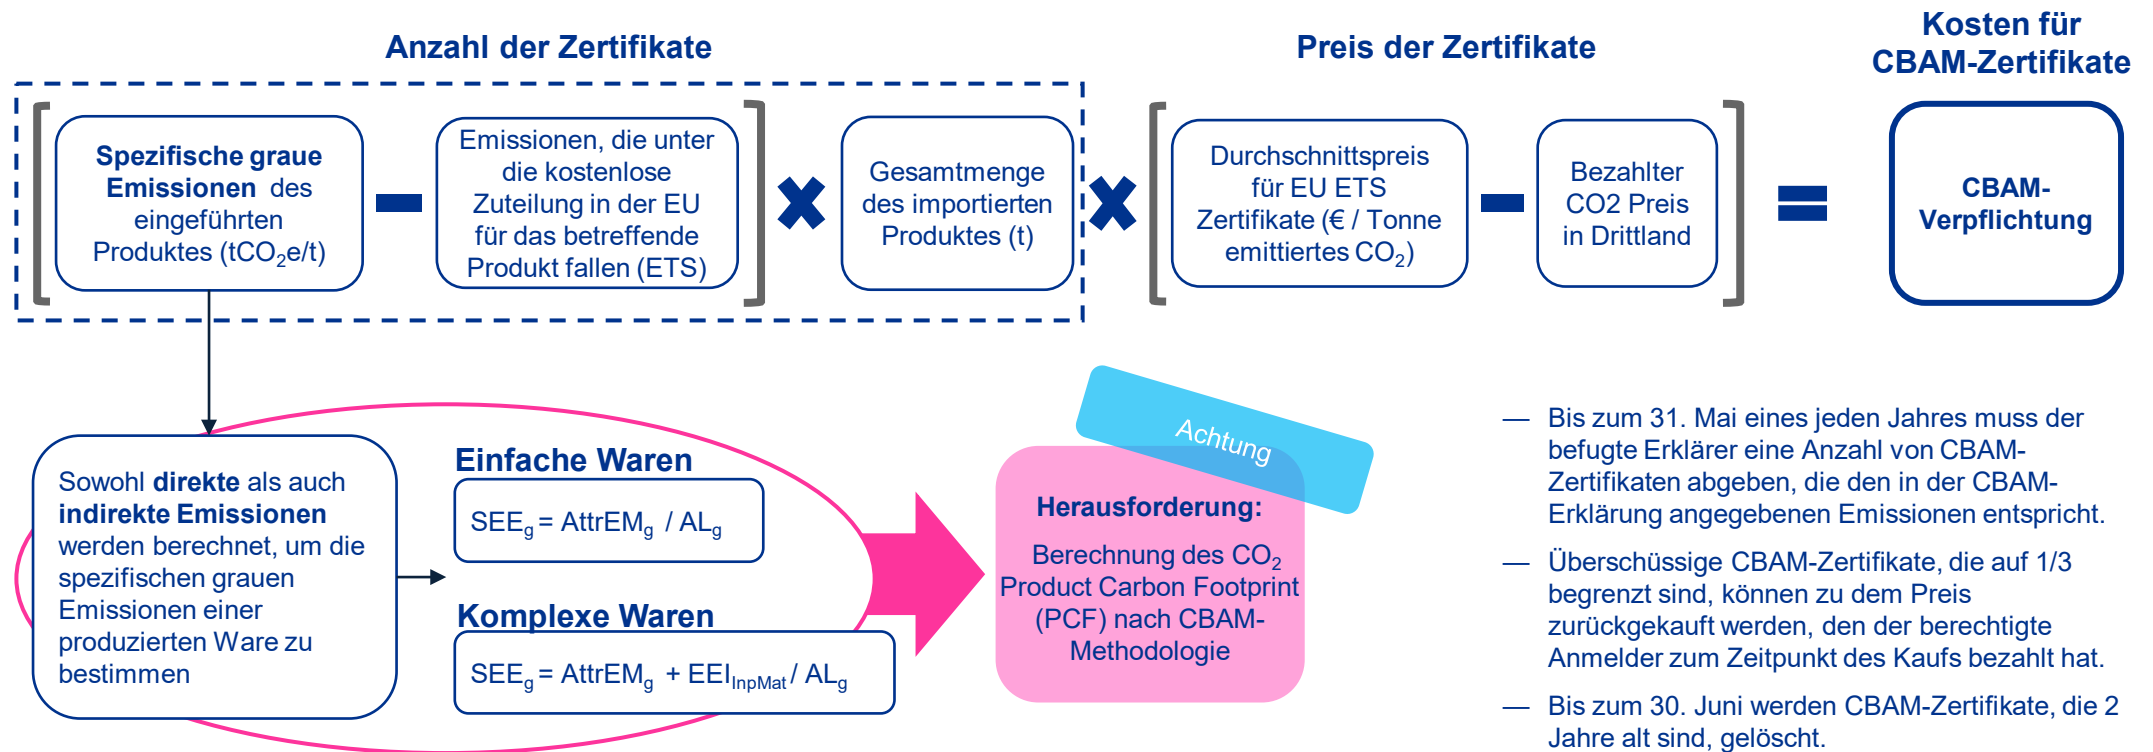 Anzahl der Zertifikate
Preis der Zertifikate
Kosten für
CBAM-Zertifikate
Spezifische graue
Emissionen des
eingeführten
Produktes (tCO₂e/t)
Emissionen, die unter
die kostenlose
Zuteilung in der EU
für das betreffende
Produkt fallen (ETS)
Gesamtmenge
des importierten
Produktes (t)
Durchschnittspreis
für EU ETS
Zertifikate (€ / Tonne
emittiertes CO₂)
Bezahlter
CO2 Preis
in Drittland
CBAM-
Verpflichtung
Sowohl direkte als auch
indirekte Emissionen
werden berechnet, um die
spezifischen grauen
Emissionen einer
produzierten Ware zu
bestimmen
Einfache Waren
SEEg = AttrEMg / ALg
Komplexe Waren
SEEg = AttrEMg + EEIInpMat / ALg
Achtung
Herausforderung:
Berechnung des CO₂
Product Carbon Footprint
(PCF) nach CBAM-
Methodologie
— Bis zum 31. Mai eines jeden Jahres muss der
befugte Erklärer eine Anzahl von CBAM-
Zertifikaten abgeben, die den in der CBAM-
Erklärung angegebenen Emissionen entspricht.
— Überschüssige CBAM-Zertifikate, die auf 1/3
begrenzt sind, können zu dem Preis
zurückgekauft werden, den der berechtigte
Anmelder zum Zeitpunkt des Kaufs bezahlt hat.
— Bis zum 30. Juni werden CBAM-Zertifikate, die 2
Jahre alt sind, gelöscht.